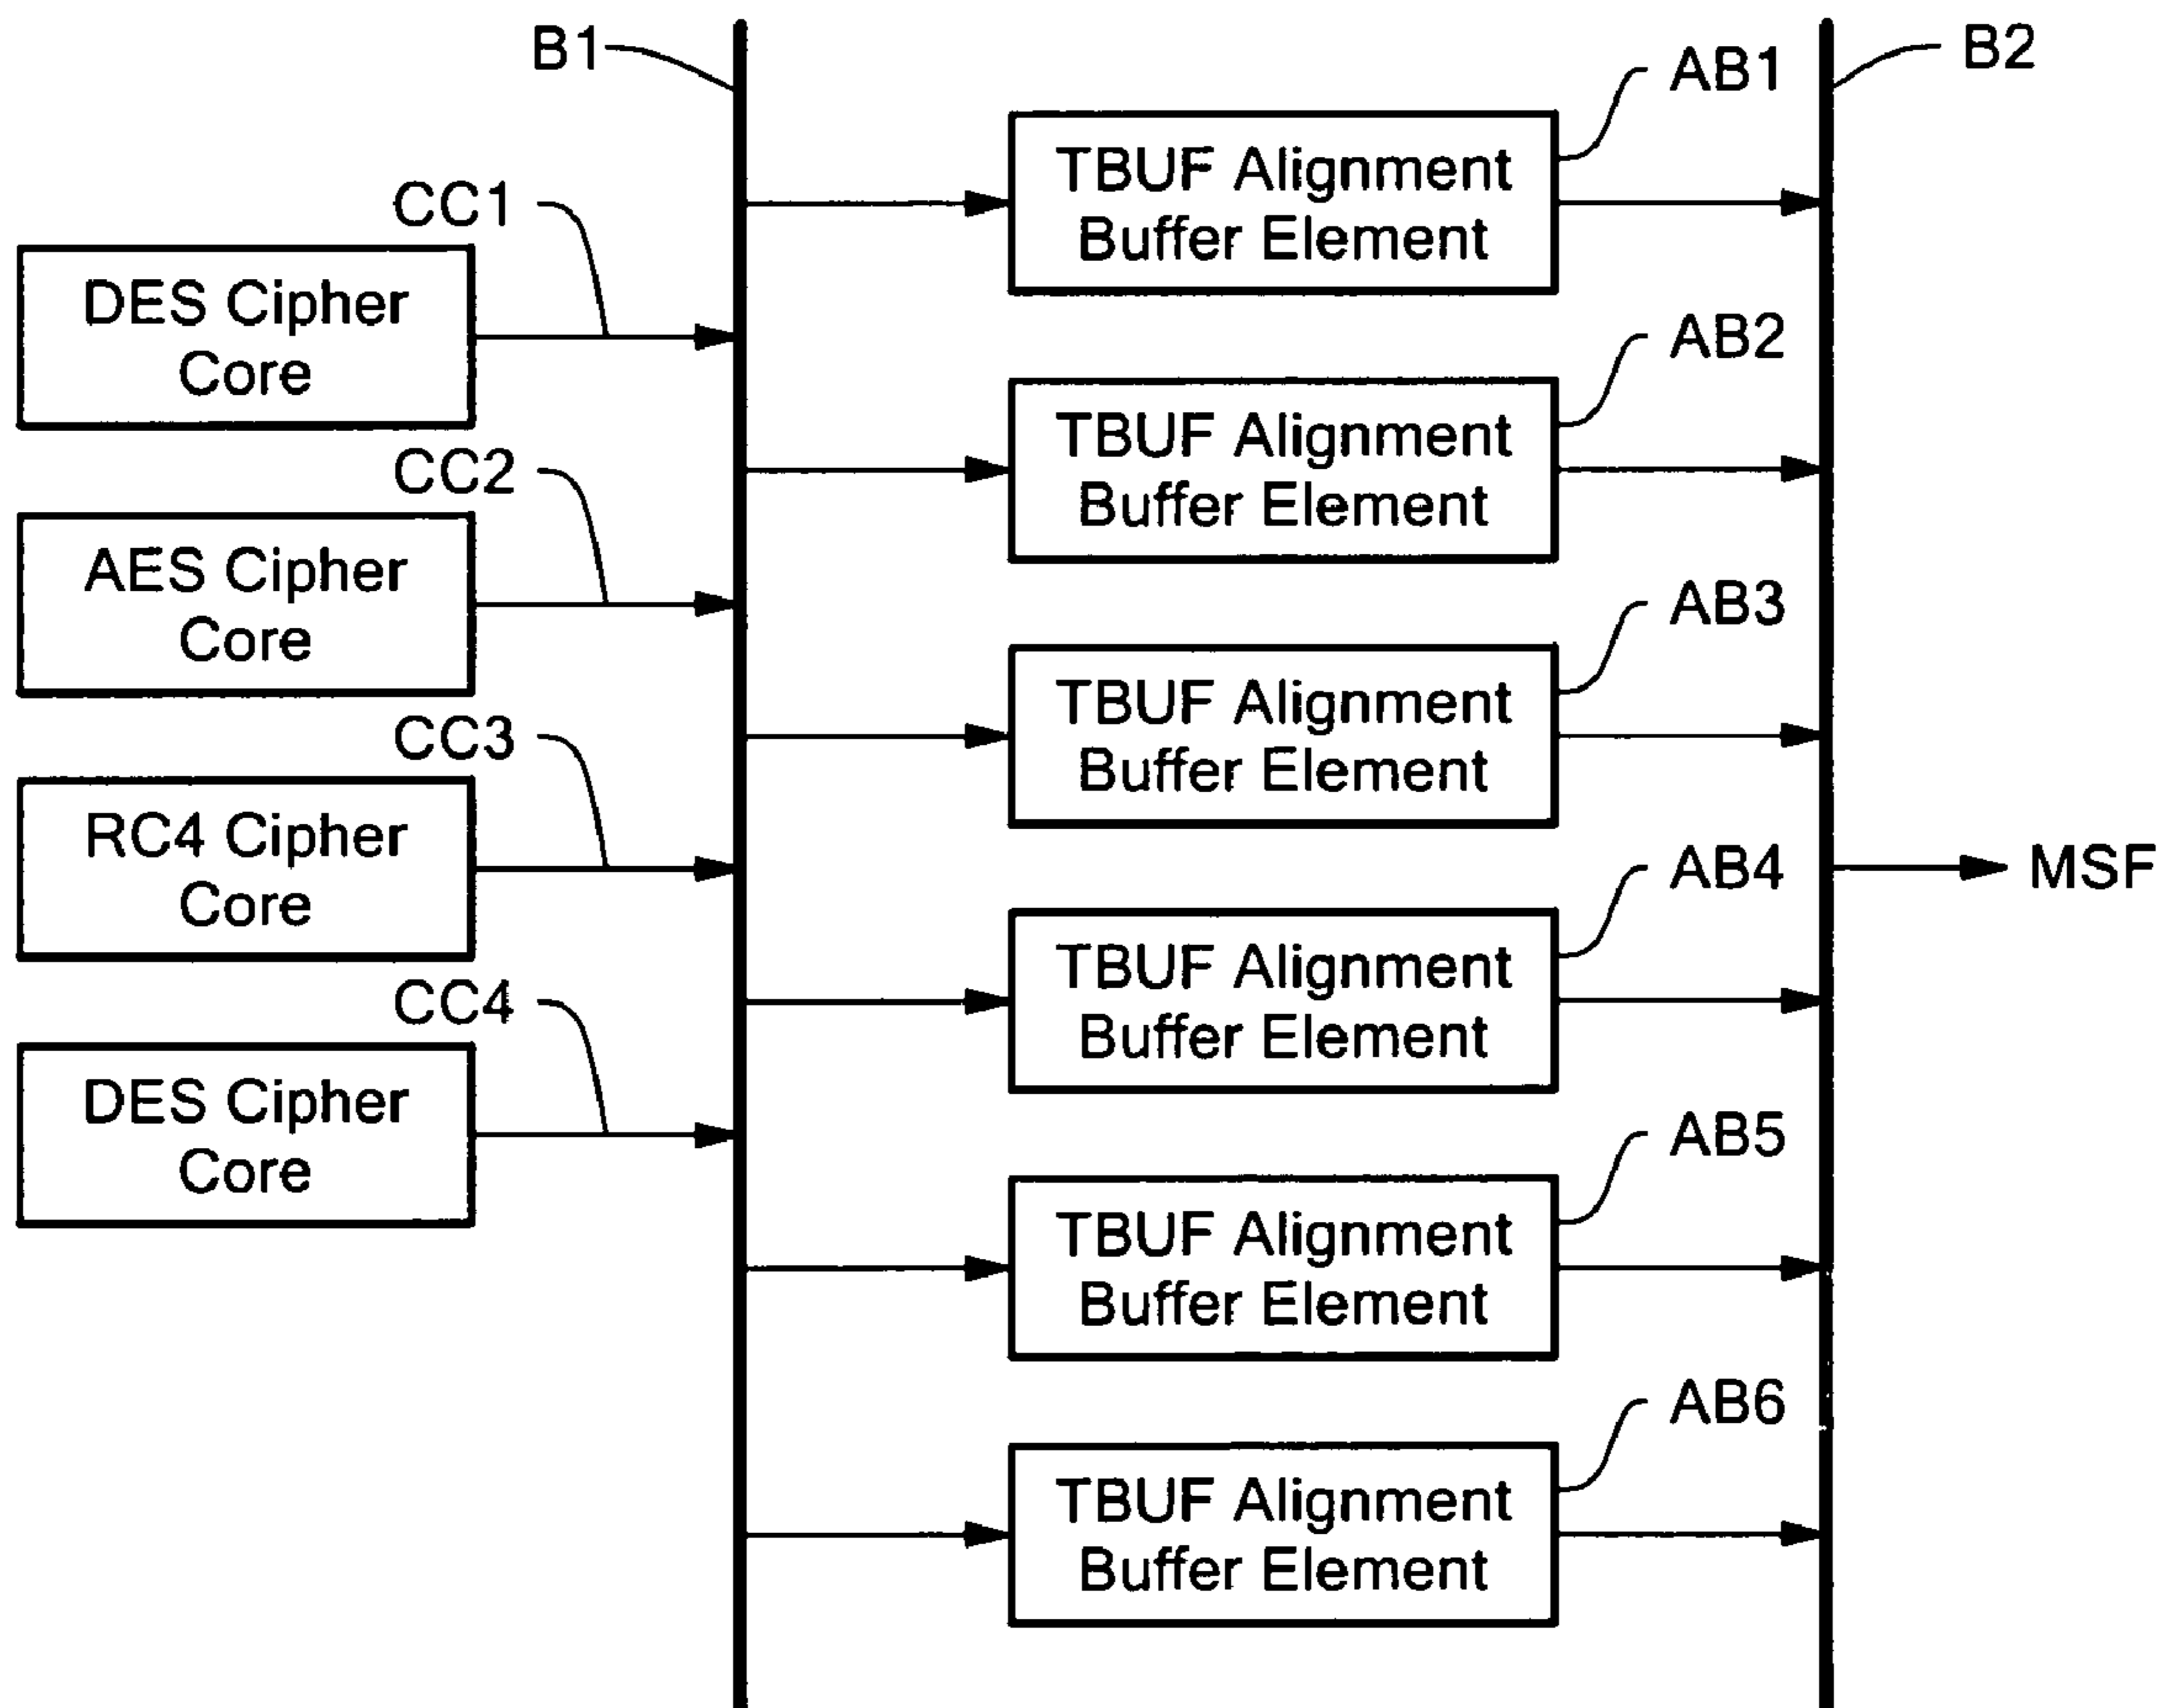 B1
B2
AB1
TBUF Alignment
Buffer Element
CC1
DES Cipher
Core
AB2
TBUF Alignment
Buffer Element
CC2
AES Cipher
Core
AB3
TBUF Alignment
Buffer Element
CC3
RC4 Cipher
Core
AB4
MSF
TBUF Alignment
Buffer Element
CC4
DES Cipher
Core
AB5
TBUF Alignment
Buffer Element
AB6
TBUF Alignment
Buffer Element